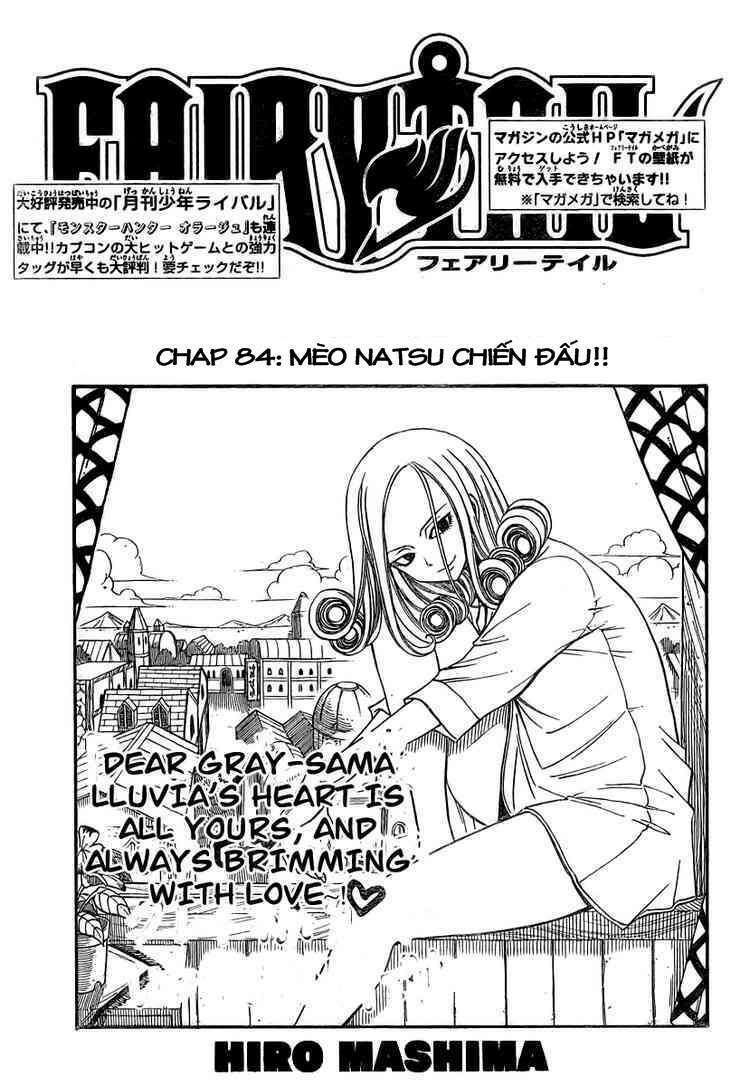 FAIRY TAIL
マガジンの公式HP「マガメガ」に
アクセスしよう! FTの壁紙が
無料で入手できちゃいます!!
※「マガメガ」で検索してね!
大好評発売中の「月刊少年ライバル」
にて、『モンスターハンター オラージュ』も連
載中!!カプコンの大ヒットゲームとの強力
タッグが早くも大評判!要チェックだぞ!!
フェアリーテイル
CHAP 84: MÈO NATSU CHIẾN ĐẤU!!
DEAR GRAY-SAMA
LLUVIA'S HEART IS
ALL YOURS, AND
ALWAYS BRIMMING
WITH LOVE ~!♡
HIRO MASHIMA